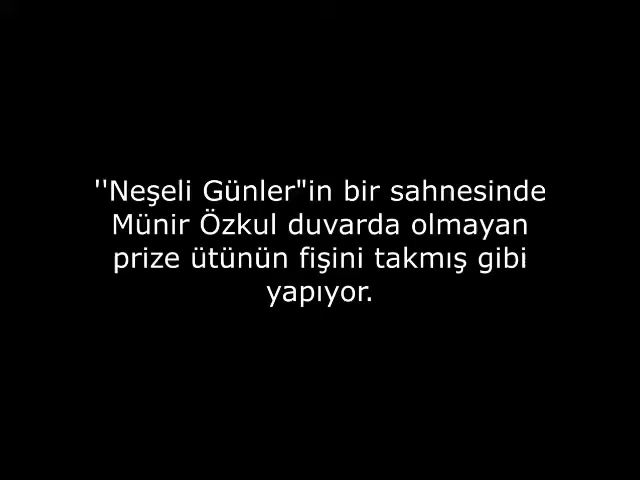 ''Neşeli Günler"in bir sahnesinde
Münir Özkul duvarda olmayan
prize ütünün fişini takmış gibi
yapıyor.